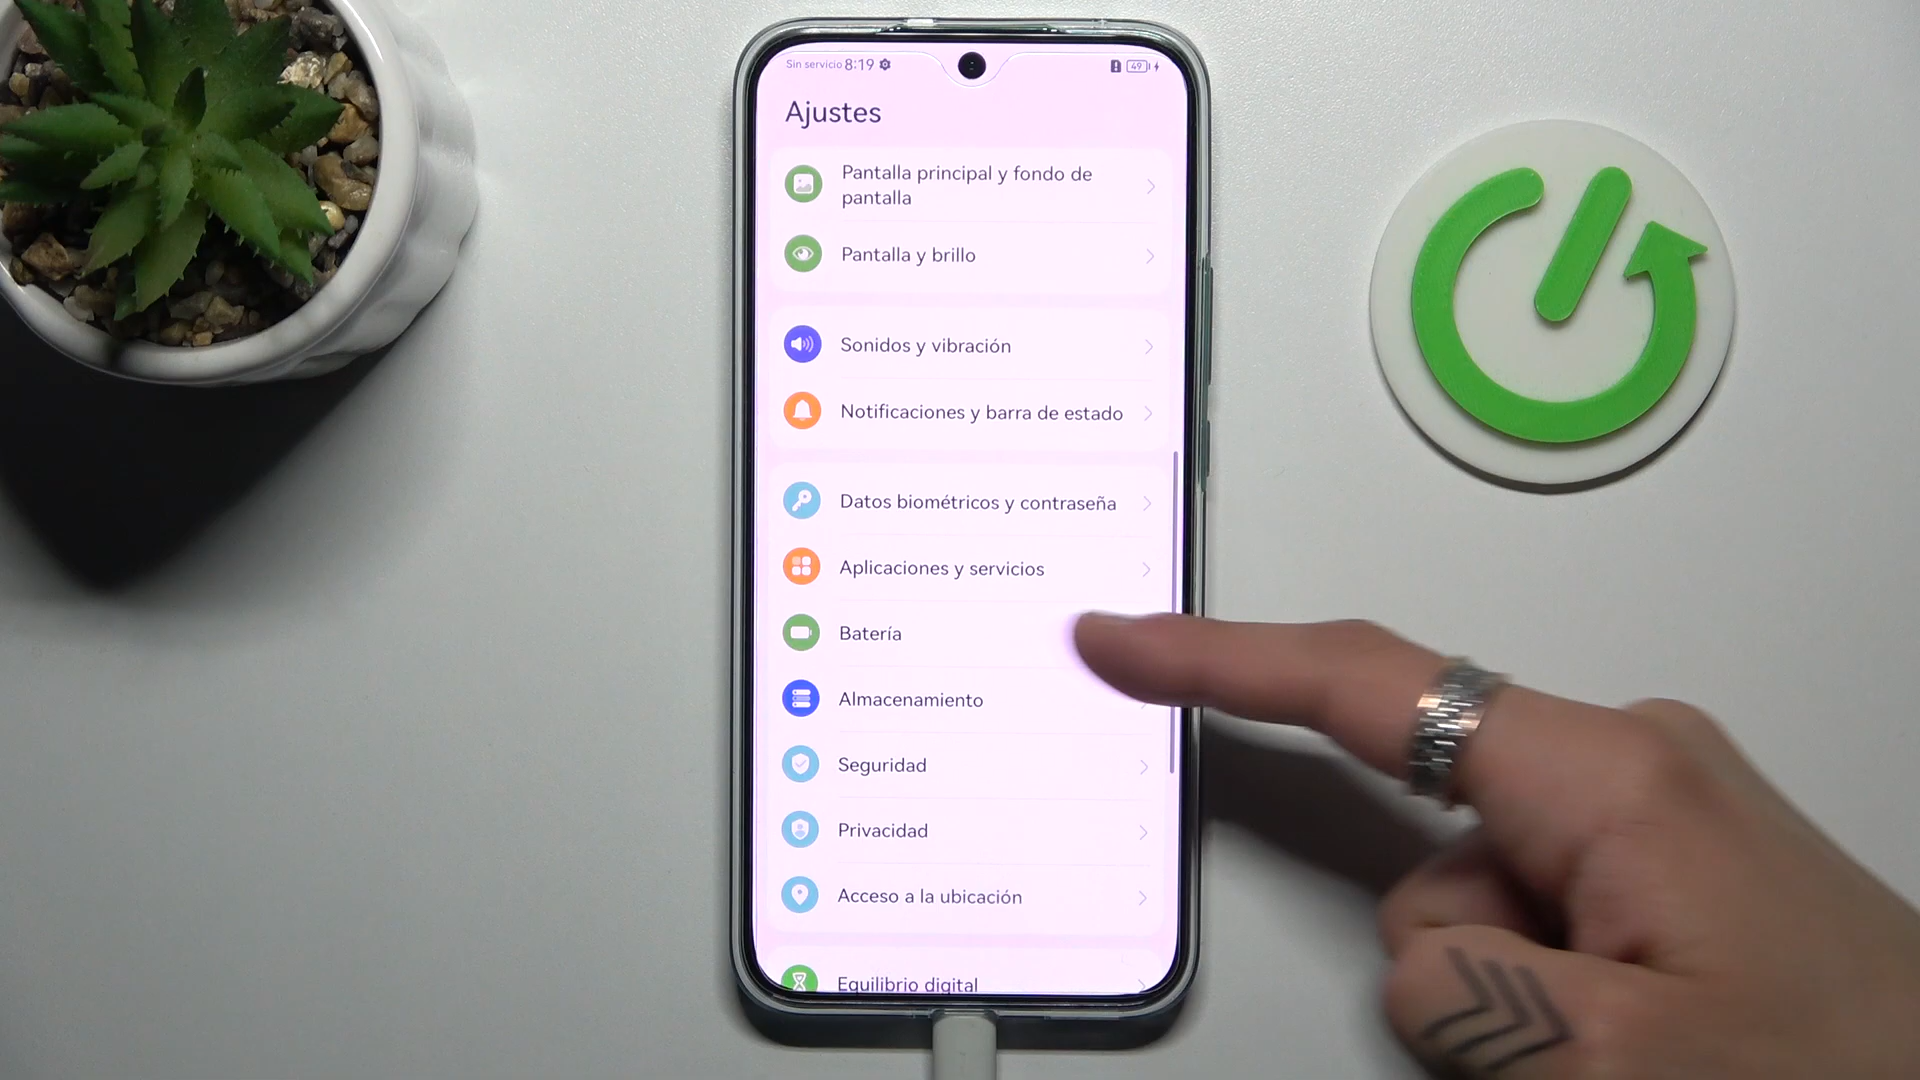 Sin servicio 8:19
49
Ajustes
Pantalla principal y fondo de
pantalla
Pantalla y brillo
Sonidos y vibración
Notificaciones y barra de estado
Datos biométricos y contraseña
Aplicaciones y servicios
Batería
Almacenamiento
Seguridad
Privacidad
Acceso a la ubicación
Equilibrio digital